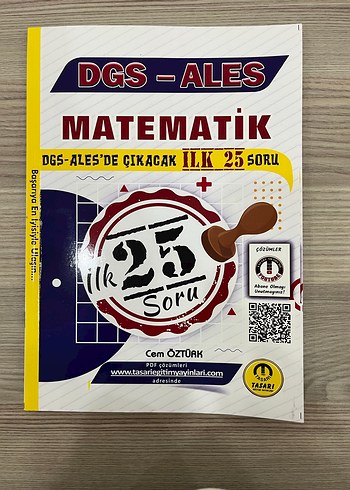 DGS – ALES
MATEMATİK
DGS-ALES'DE ÇIKACAK İLK 25 SORU
Başarıya En İyisiyle Ulaşın...
ilk
25
Soru
ÇÖZÜMLER
Abone Olmayı
Unutmayınız!
Cem ÖZTÜRK
PDF çözümleri
www.tasariegitimyayinlari.com
adresinde
TASARI